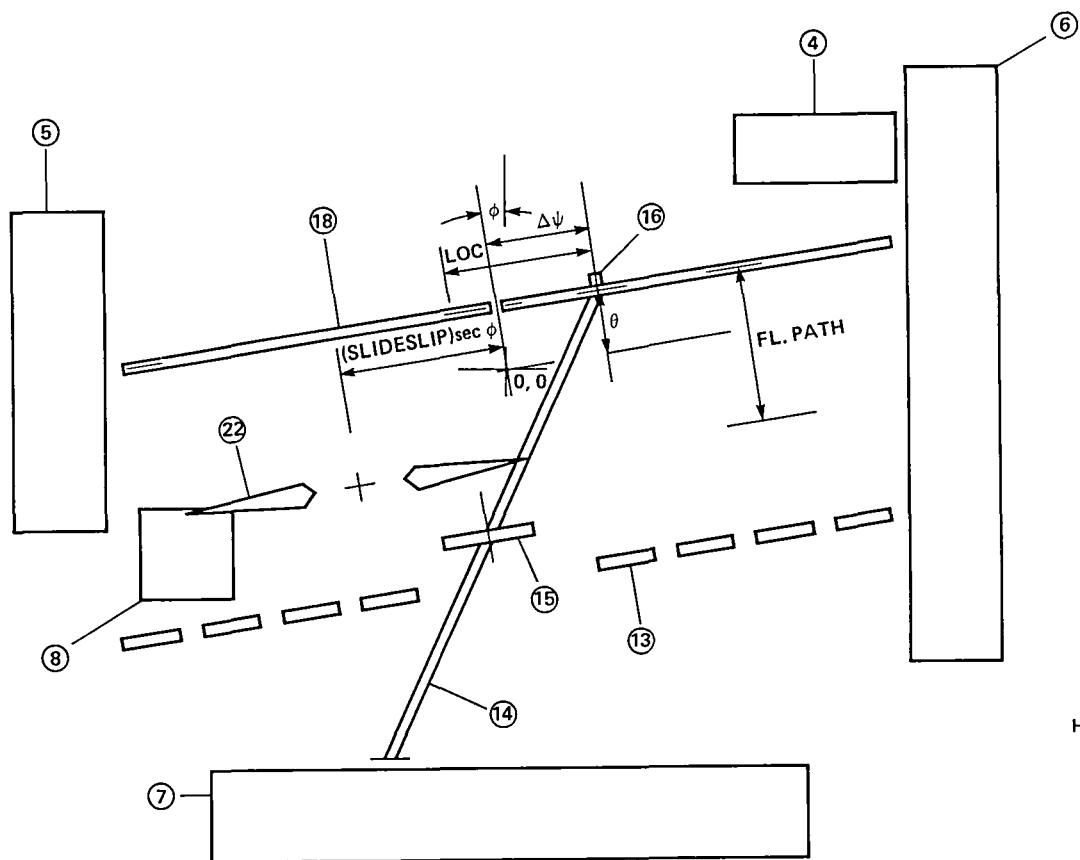 6
4
5
ϕ
Δψ
18
16
LOC
θ
FL. PATH
(SLIDESLIP)sec ϕ
0, 0
22
15
13
8
14
H
7